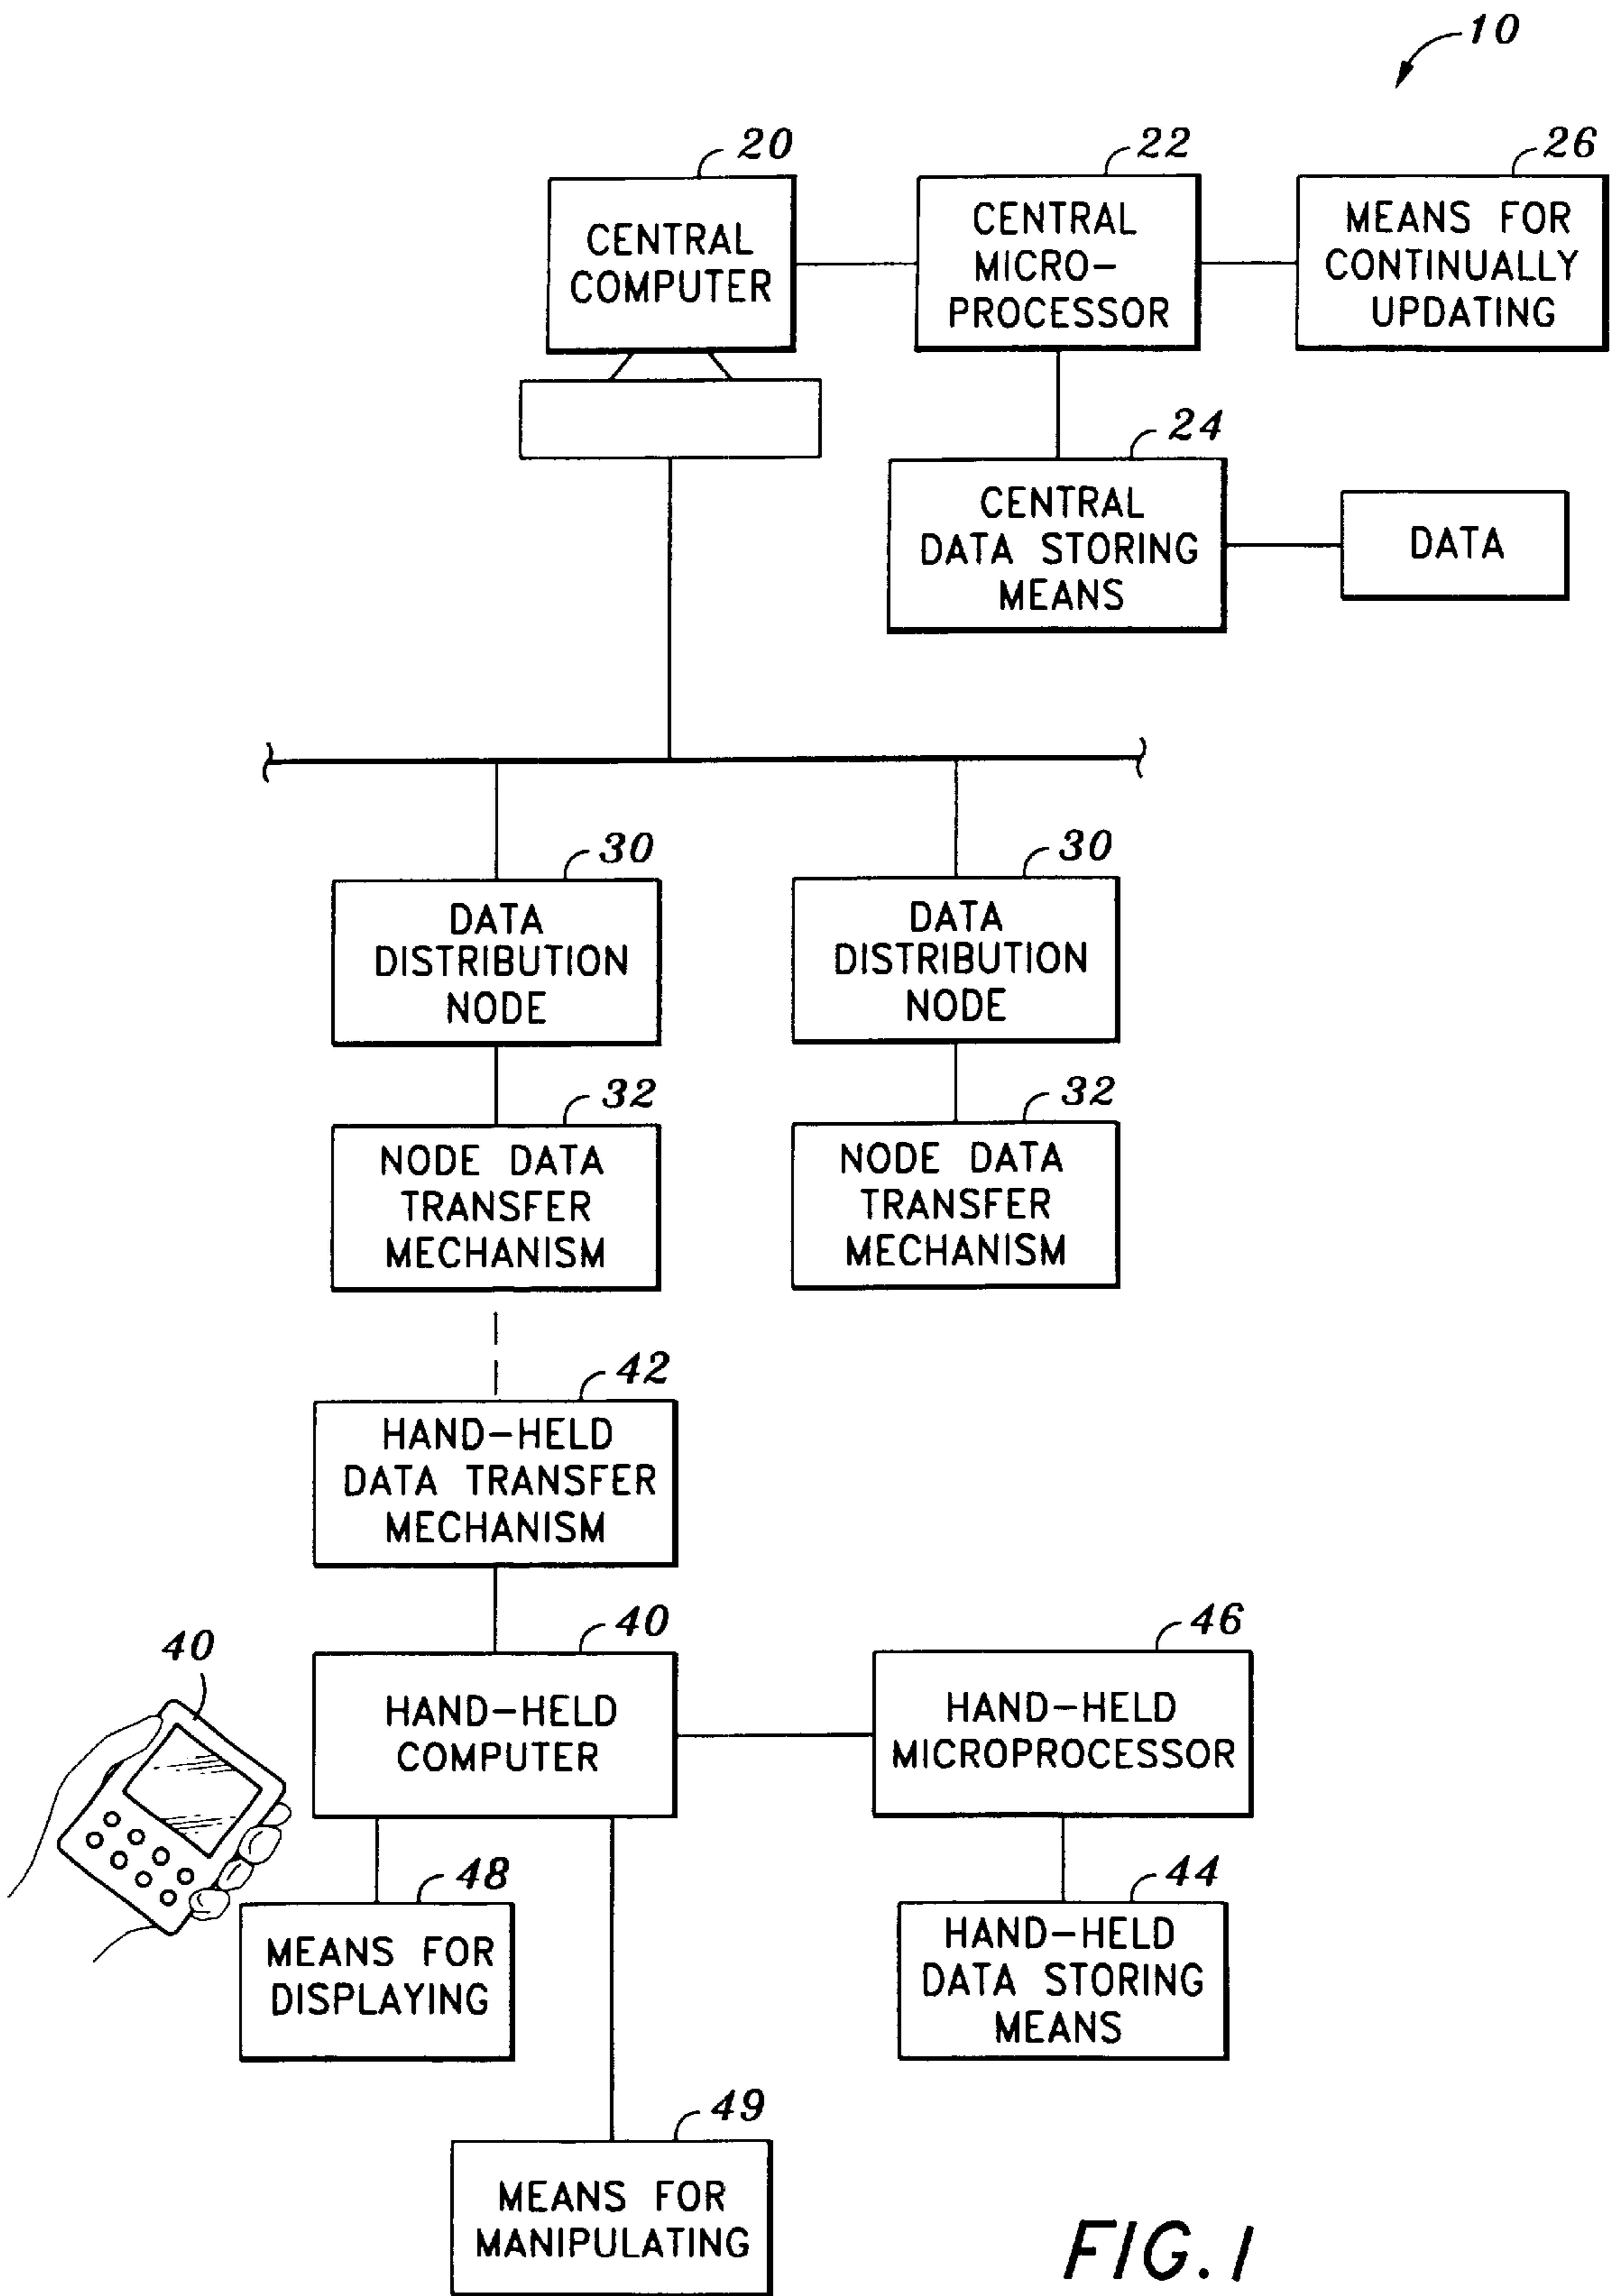 10
20
22
26
CENTRAL
COMPUTER
CENTRAL
MICRO-
PROCESSOR
MEANS FOR
CONTINUALLY
UPDATING
24
CENTRAL
DATA STORING
MEANS
DATA
30
30
DATA
DISTRIBUTION
NODE
DATA
DISTRIBUTION
NODE
32
32
NODE DATA
TRANSFER
MECHANISM
NODE DATA
TRANSFER
MECHANISM
42
HAND-HELD
DATA TRANSFER
MECHANISM
40
40
46
HAND-HELD
COMPUTER
HAND-HELD
MICROPROCESSOR
48
44
MEANS FOR
DISPLAYING
HAND-HELD
DATA STORING
MEANS
49
MEANS FOR
MANIPULATING
FIG. 1